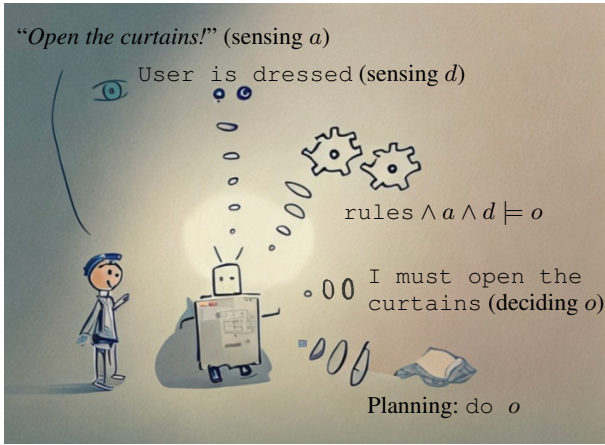 “Open the curtains!” (sensing a)
User is dressed (sensing d)
rules ∧ a ∧ d ⊨ o
I must open the
curtains (deciding o)
Planning: do o